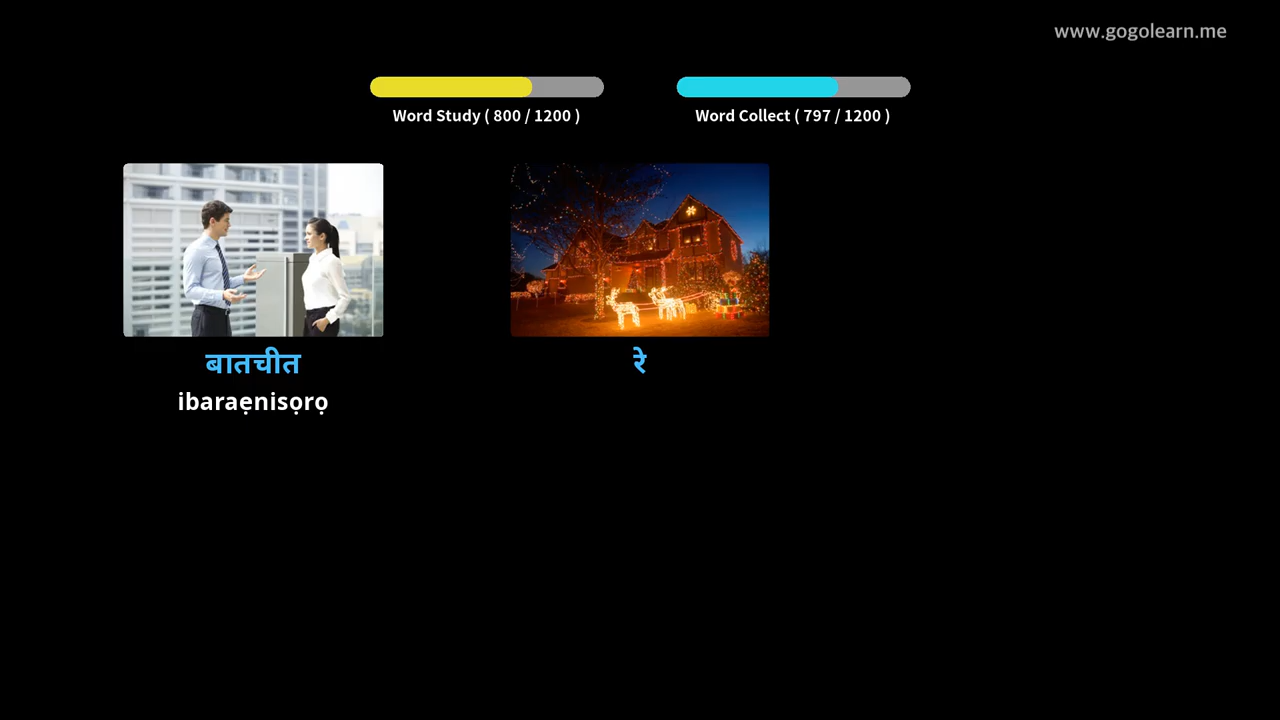 www.gogolearn.me
Word Study ( 800 / 1200 )
Word Collect ( 797 / 1200 )
बातचीत
रे
ibaraẹnisọrọ